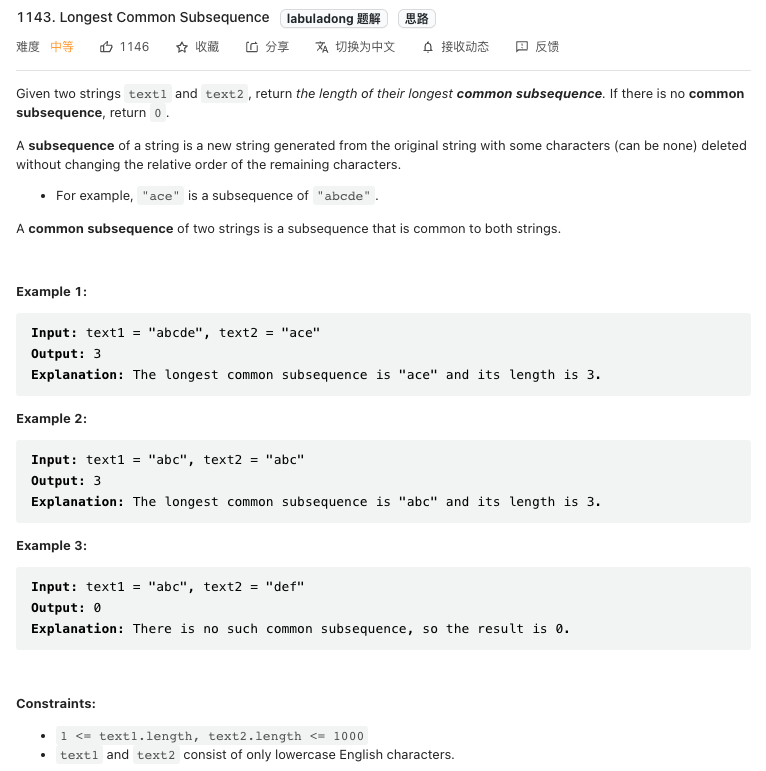 1143. Longest Common Subsequence labuladong 题解 思路
难度 中等 1146 收藏 分享 切换为中文 接收动态 反馈
Given two strings text1 and text2 , return the length of their longest common subsequence. If there is no common
subsequence, return 0 .
A subsequence of a string is a new string generated from the original string with some characters (can be none) deleted
without changing the relative order of the remaining characters.
• For example, "ace" is a subsequence of "abcde" .
A common subsequence of two strings is a subsequence that is common to both strings.
Example 1:
Input: text1 = "abcde", text2 = "ace"
Output: 3
Explanation: The longest common subsequence is "ace" and its length is 3.
Example 2:
Input: text1 = "abc", text2 = "abc"
Output: 3
Explanation: The longest common subsequence is "abc" and its length is 3.
Example 3:
Input: text1 = "abc", text2 = "def"
Output: 0
Explanation: There is no such common subsequence, so the result is 0.
Constraints:
• 1 <= text1.length, text2.length <= 1000
• text1 and text2 consist of only lowercase English characters.